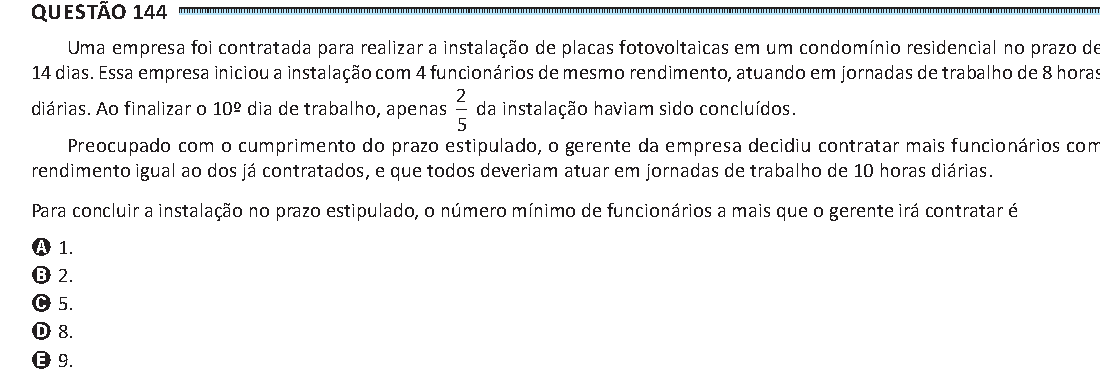 QUESTÃO 144
Uma empresa foi contratada para realizar a instalação de placas fotovoltaicas em um condomínio residencial no prazo de
14 dias. Essa empresa iniciou a instalação com 4 funcionários de mesmo rendimento, atuando em jornadas de trabalho de 8 horas
diárias. Ao finalizar o 10º dia de trabalho, apenas 2/5 da instalação haviam sido concluídos.
Preocupado com o cumprimento do prazo estipulado, o gerente da empresa decidiu contratar mais funcionários com
rendimento igual ao dos já contratados, e que todos deveriam atuar em jornadas de trabalho de 10 horas diárias.
Para concluir a instalação no prazo estipulado, o número mínimo de funcionários a mais que o gerente irá contratar é
A 1.
B 2.
C 5.
D 8.
E 9.